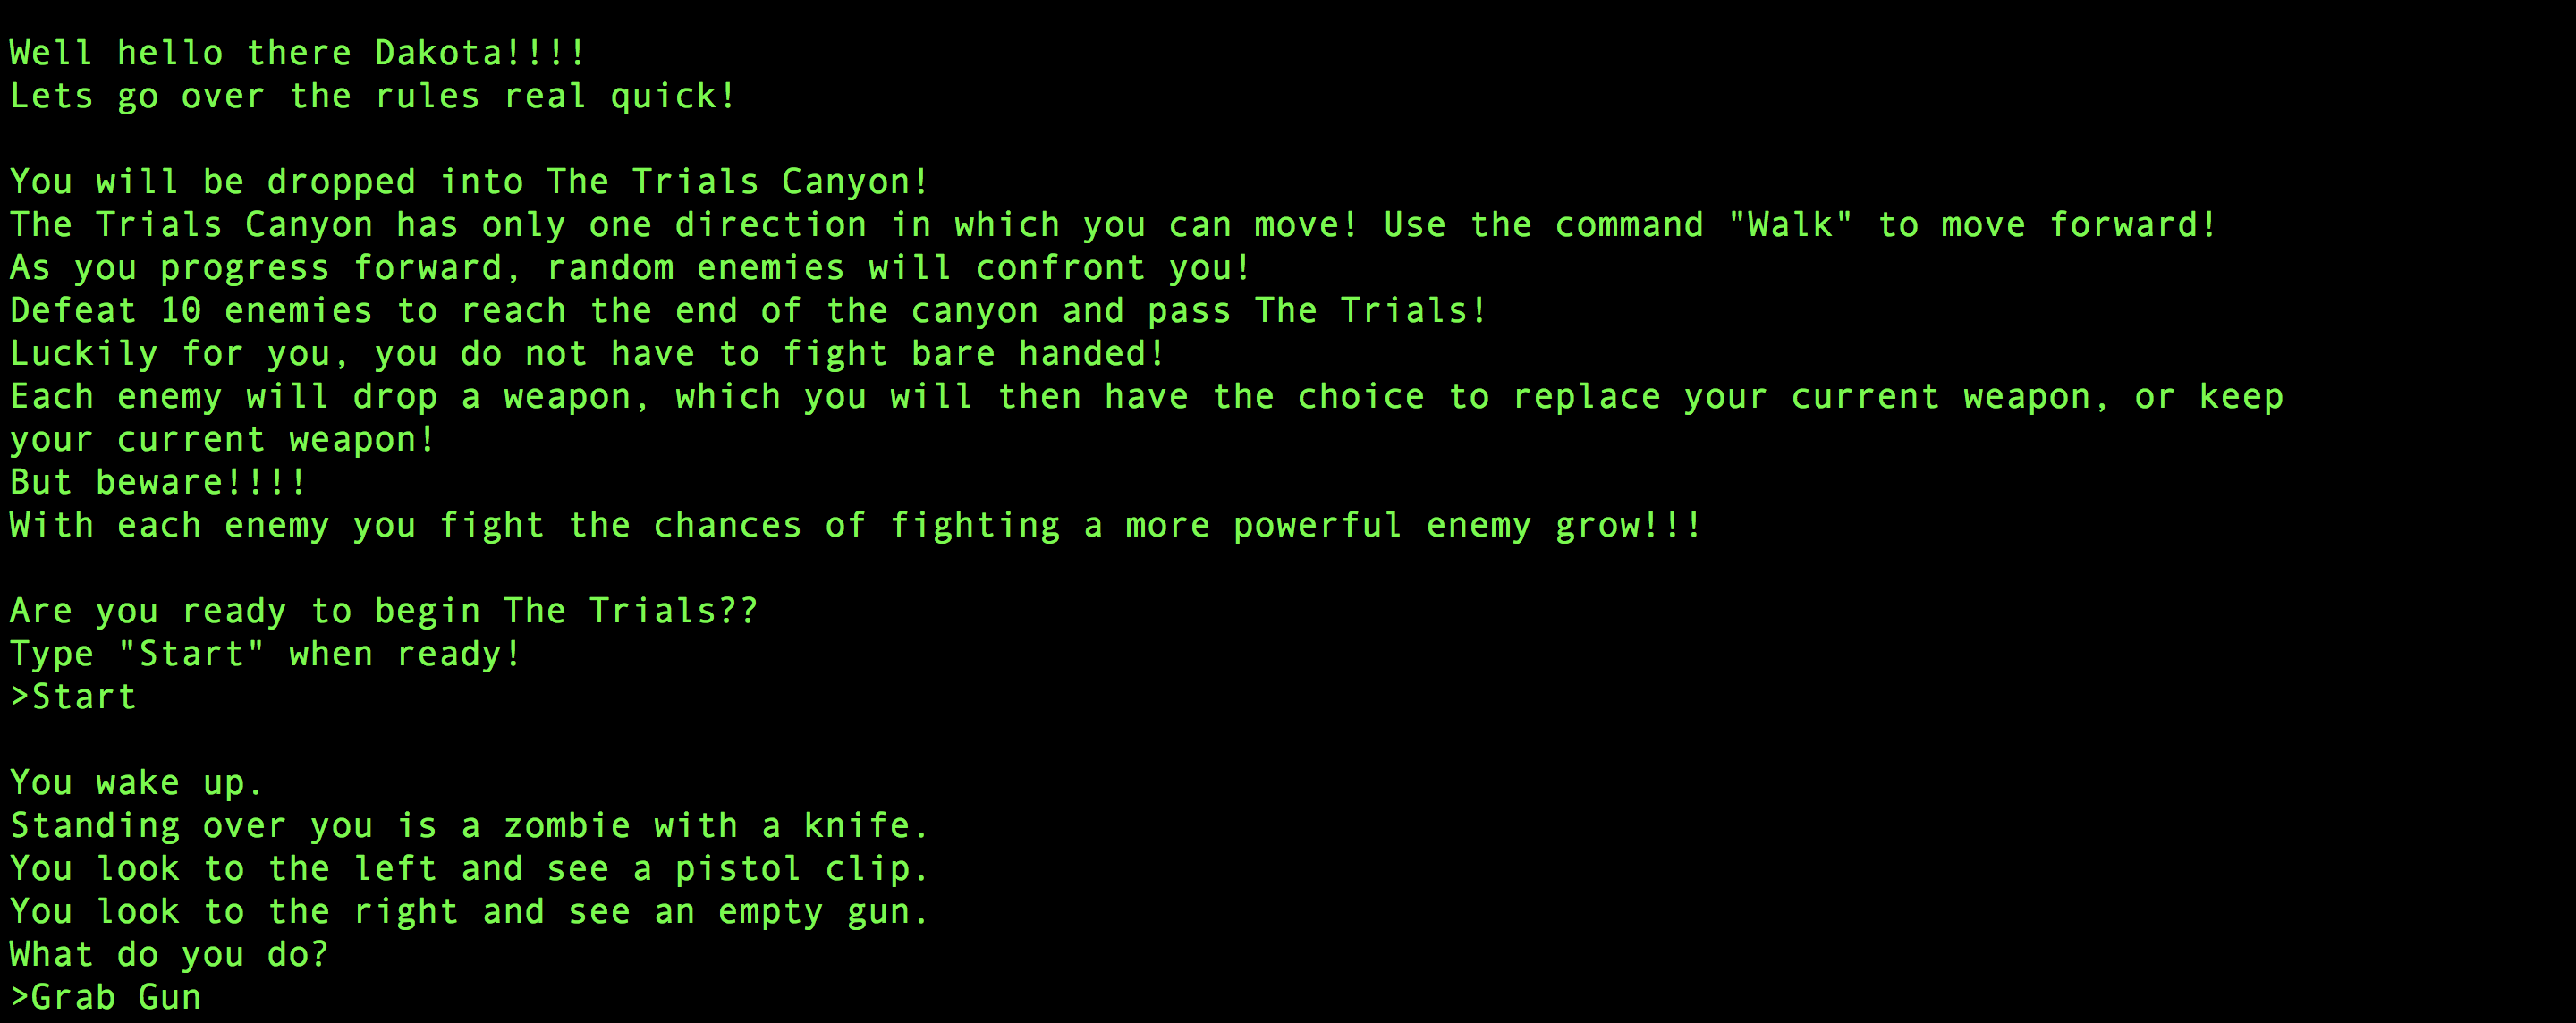 Well hello there Dakota!!!!
Lets go over the rules real quick!
You will be dropped into The Trials Canyon!
The Trials Canyon has only one direction in which you can move! Use the command "Walk" to move forward!
As you progress forward, random enemies will confront you!
Defeat 10 enemies to reach the end of the canyon and pass The Trials!
Luckily for you, you do not have to fight bare handed!
Each enemy will drop a weapon, which you will then have the choice to replace your current weapon, or keep
your current weapon!
But beware!!!!
With each enemy you fight the chances of fighting a more powerful enemy grow!!!
Are you ready to begin The Trials??
Type "Start" when ready!
>Start
You wake up.
Standing over you is a zombie with a knife.
You look to the left and see a pistol clip.
You look to the right and see an empty gun.
What do you do?
>Grab Gun